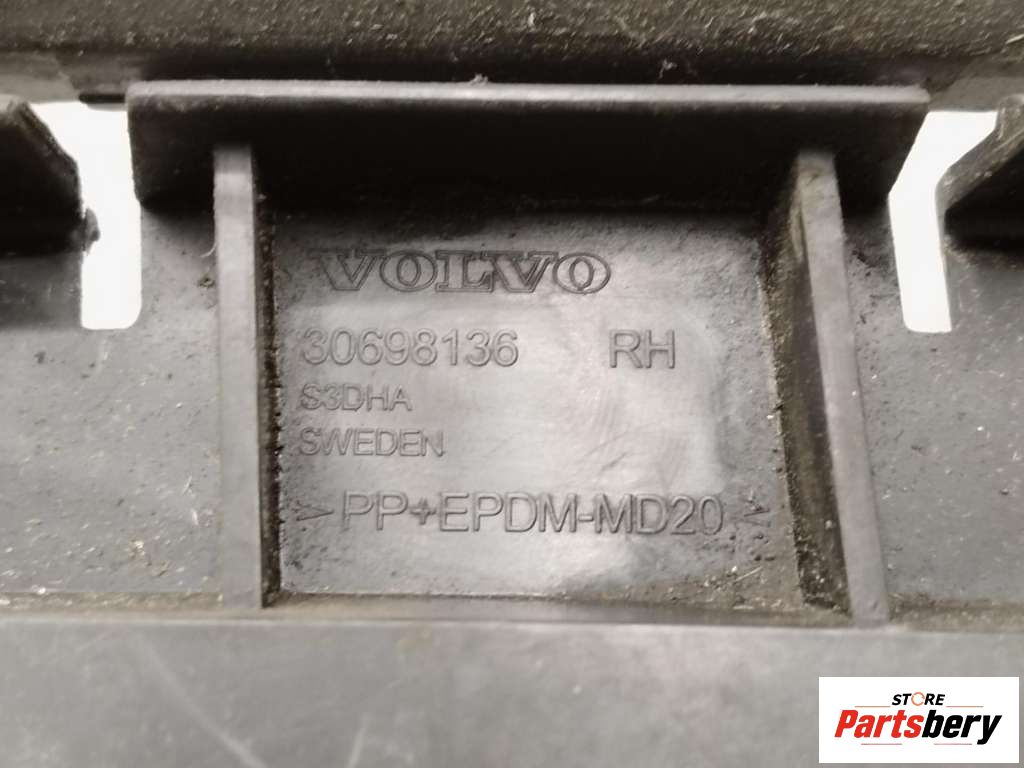 VOLVO
30698136 RH
S3DHA
SWEDEN
>PP+EPDM-MD20<
STORE
Partsbery